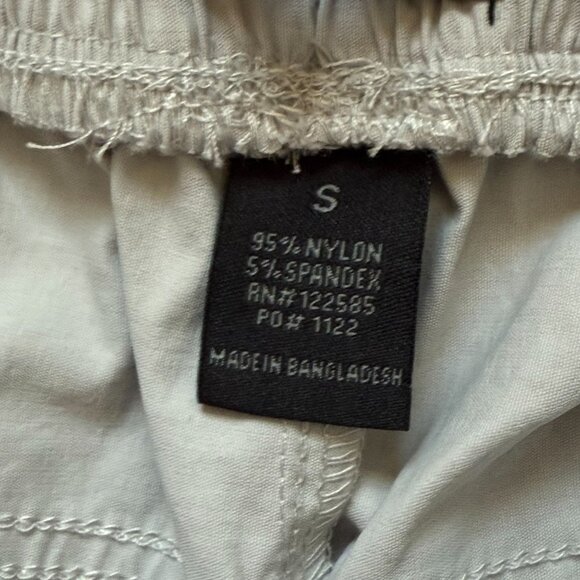 S
95% NYLON
5% SPANDEX
RN# 122585
PO# 1122
MADE IN BANGLADESH